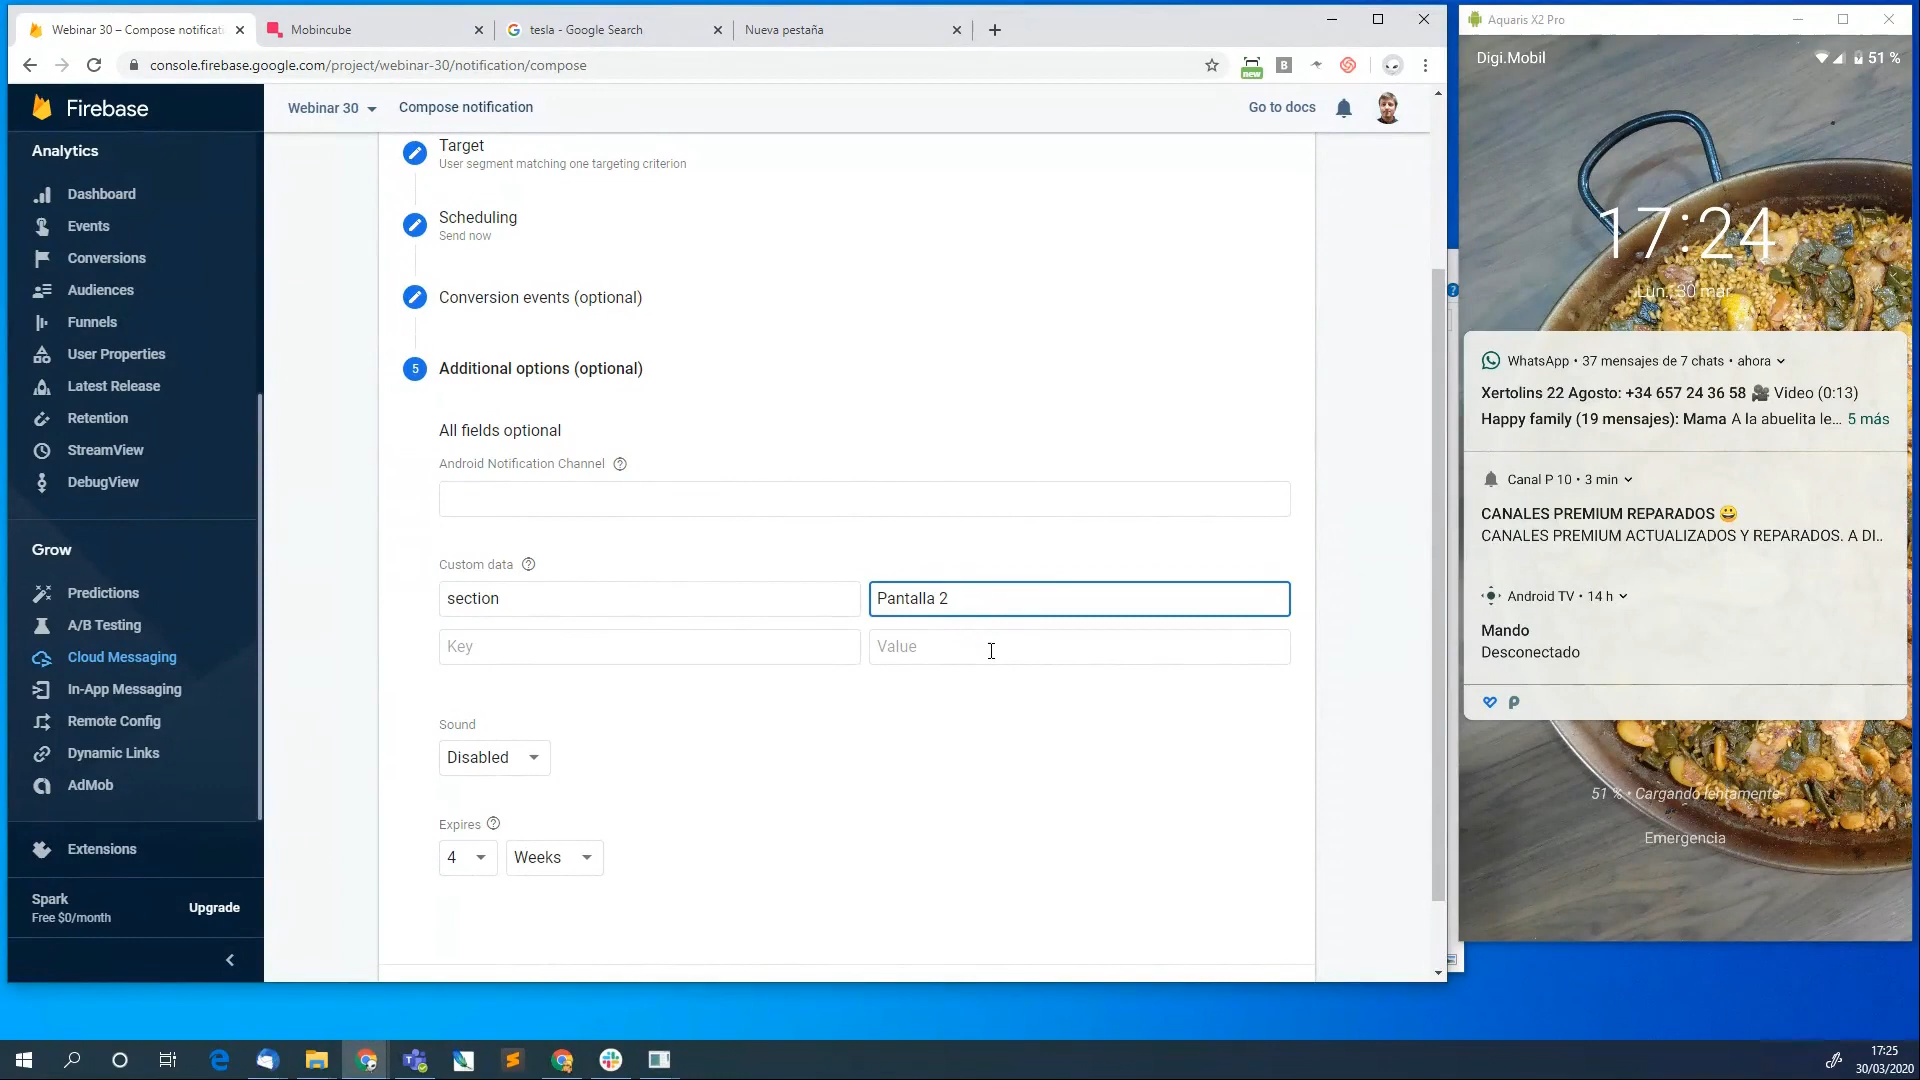 Webinar 30 – Compose notificati
Mobincube
tesla - Google Search
Nueva pestaña
console.firebase.google.com/project/webinar-30/notification/compose
new
B
Firebase
Webinar 30
Compose notification
Go to docs
Analytics
Dashboard
Events
Conversions
Audiences
Funnels
User Properties
Latest Release
Retention
StreamView
DebugView
Grow
Predictions
A/B Testing
Cloud Messaging
In-App Messaging
Remote Config
Dynamic Links
AdMob
Extensions
Spark
Free $0/month
Upgrade
Target
User segment matching one targeting criterion
Scheduling
Send now
Conversion events (optional)
5
Additional options (optional)
All fields optional
Android Notification Channel
Custom data
section
Pantalla 2
Key
Value
Sound
Disabled
Expires
4
Weeks
Aquaris X2 Pro
Digi.Mobil
51 %
17:24
Lun., 30 mar.
WhatsApp • 37 mensajes de 7 chats • ahora
Xertolins 22 Agosto: +34 657 24 36 58 🎥 Video (0:13)
Happy family (19 mensajes): Mama A la abuelita le… 5 más
Canal P 10 • 3 min
CANALES PREMIUM REPARADOS 😀
CANALES PREMIUM ACTUALIZADOS Y REPARADOS. A DI..
Android TV • 14 h
Mando
Desconectado
51 % • Cargando lentamente
Emergencia
17:25
30/03/2020